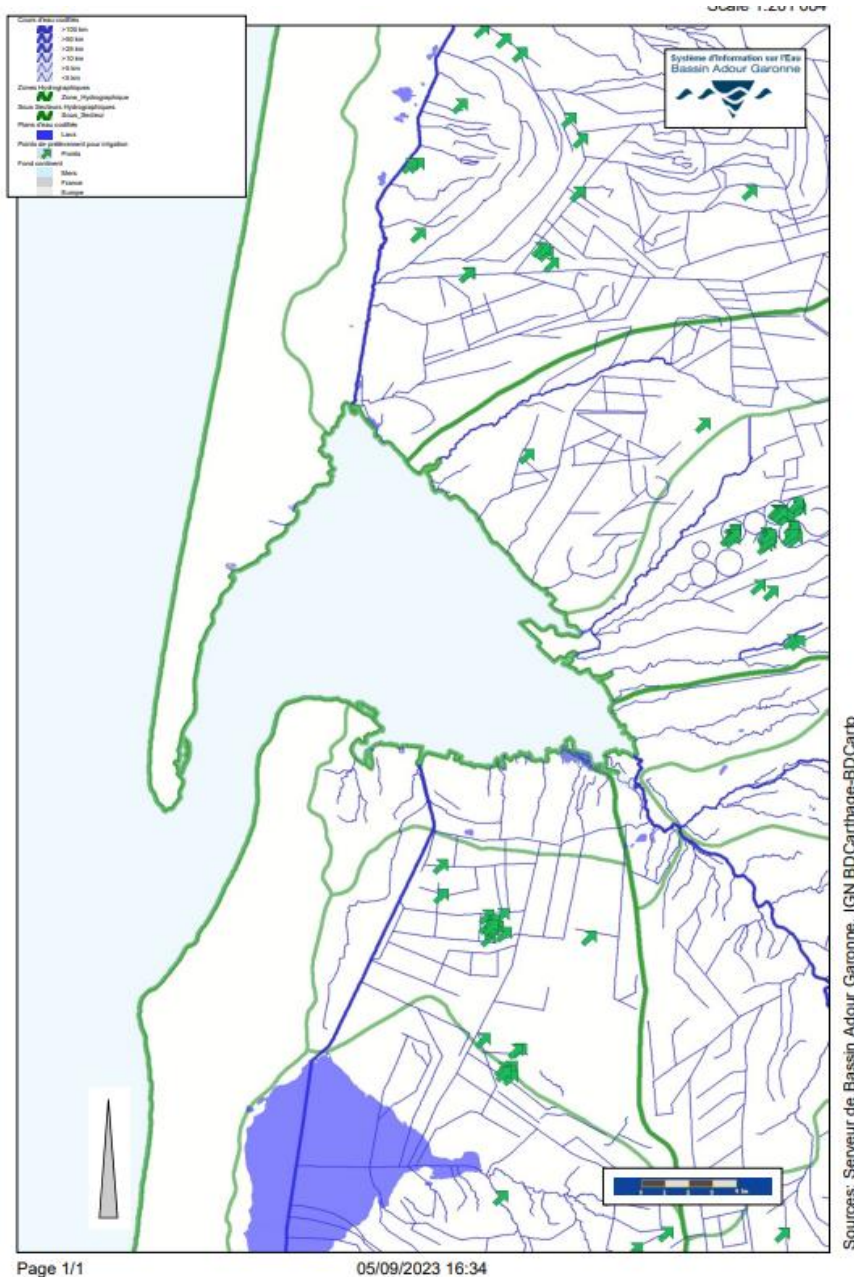 Scale 1:201 664
Cours d'eau codifiés
>100 km
>50 km
>25 km
>10 km
>5 km
<5 km
Zones Hydrographiques
Zone_Hydrographique
Sous Secteurs Hydrographiques
Sous_Secteur
Plans d'eau codifiés
Lacs
Points de prélèvement pour irrigation
Points
Fond continent
Mers
France
Europe
Système d'Information sur l'Eau
Bassin Adour Garonne
Sources: Serveur de Bassin Adour Garonne, IGN BDCarthage-BDCarto
Page 1/1
05/09/2023 16:34